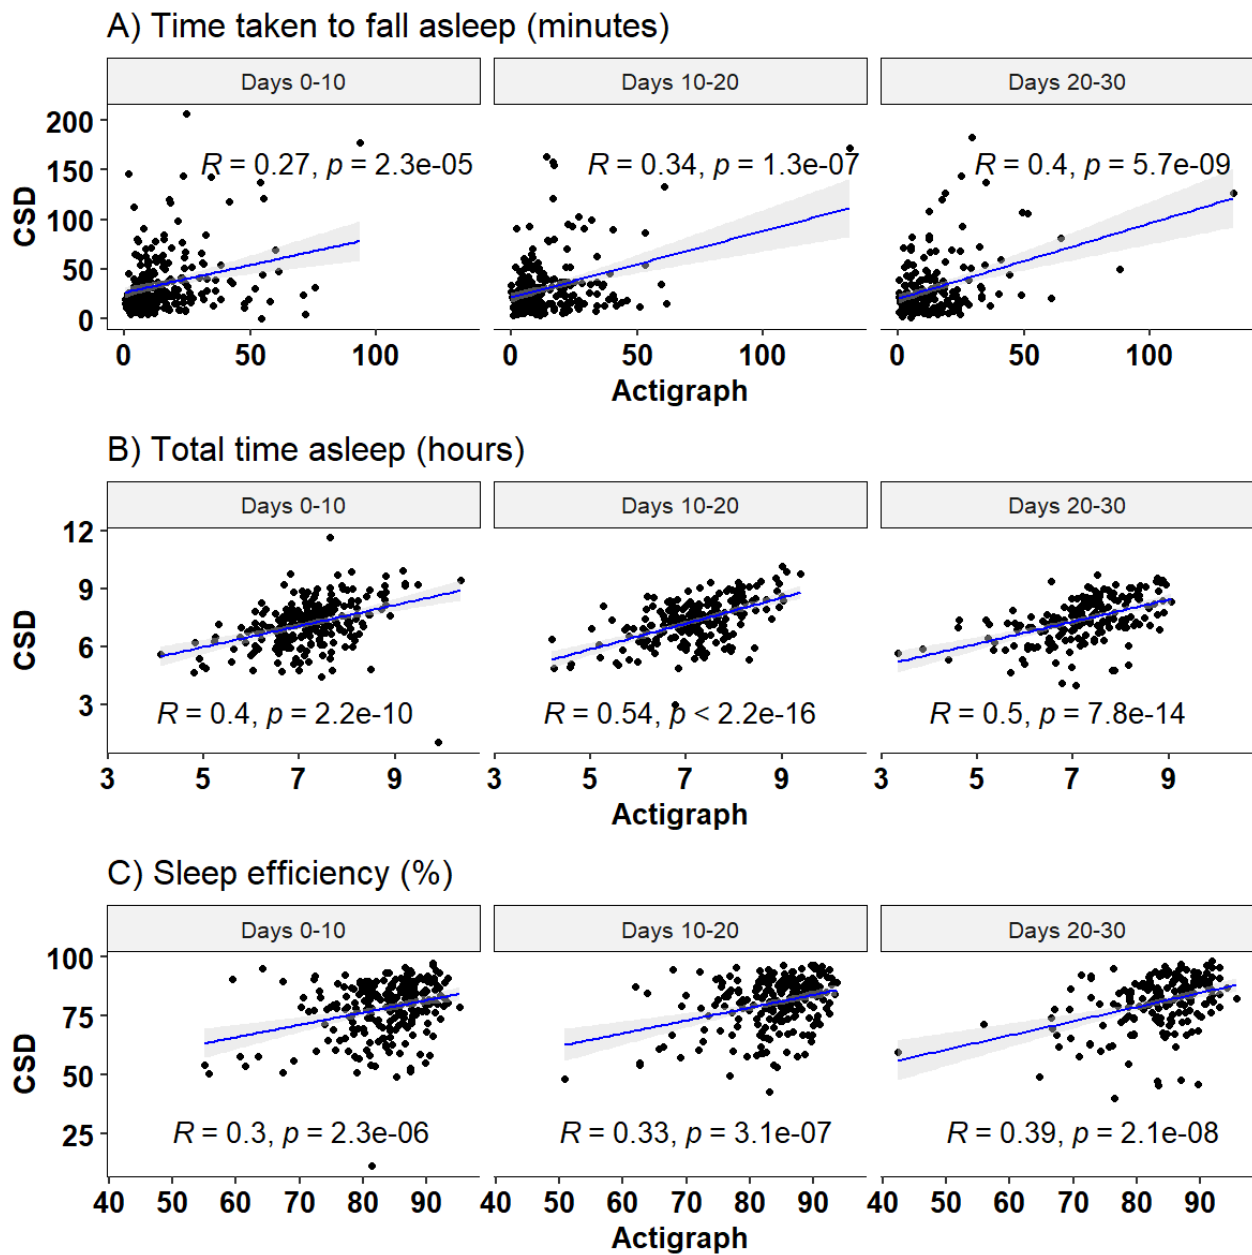 A) Time taken to fall asleep (minutes)
Days 0-10 Days 10-20 Days 20-30
200
150
100
50
0
CSD
R = 0.27, p = 2.3e-05 R = 0.34, p = 1.3e-07 R = 0.4, p = 5.7e-09
0 50 100 0 50 100 0 50 100
Actigraph
B) Total time asleep (hours)
Days 0-10 Days 10-20 Days 20-30
12
9
6
3
CSD
R = 0.4, p = 2.2e-10 R = 0.54, p < 2.2e-16 R = 0.5, p = 7.8e-14
3 5 7 9 3 5 7 9 3 5 7 9
Actigraph
C) Sleep efficiency (%)
Days 0-10 Days 10-20 Days 20-30
100
75
50
25
CSD
R = 0.3, p = 2.3e-06 R = 0.33, p = 3.1e-07 R = 0.39, p = 2.1e-08
40 50 60 70 80 90 40 50 60 70 80 90 40 50 60 70 80 90
Actigraph